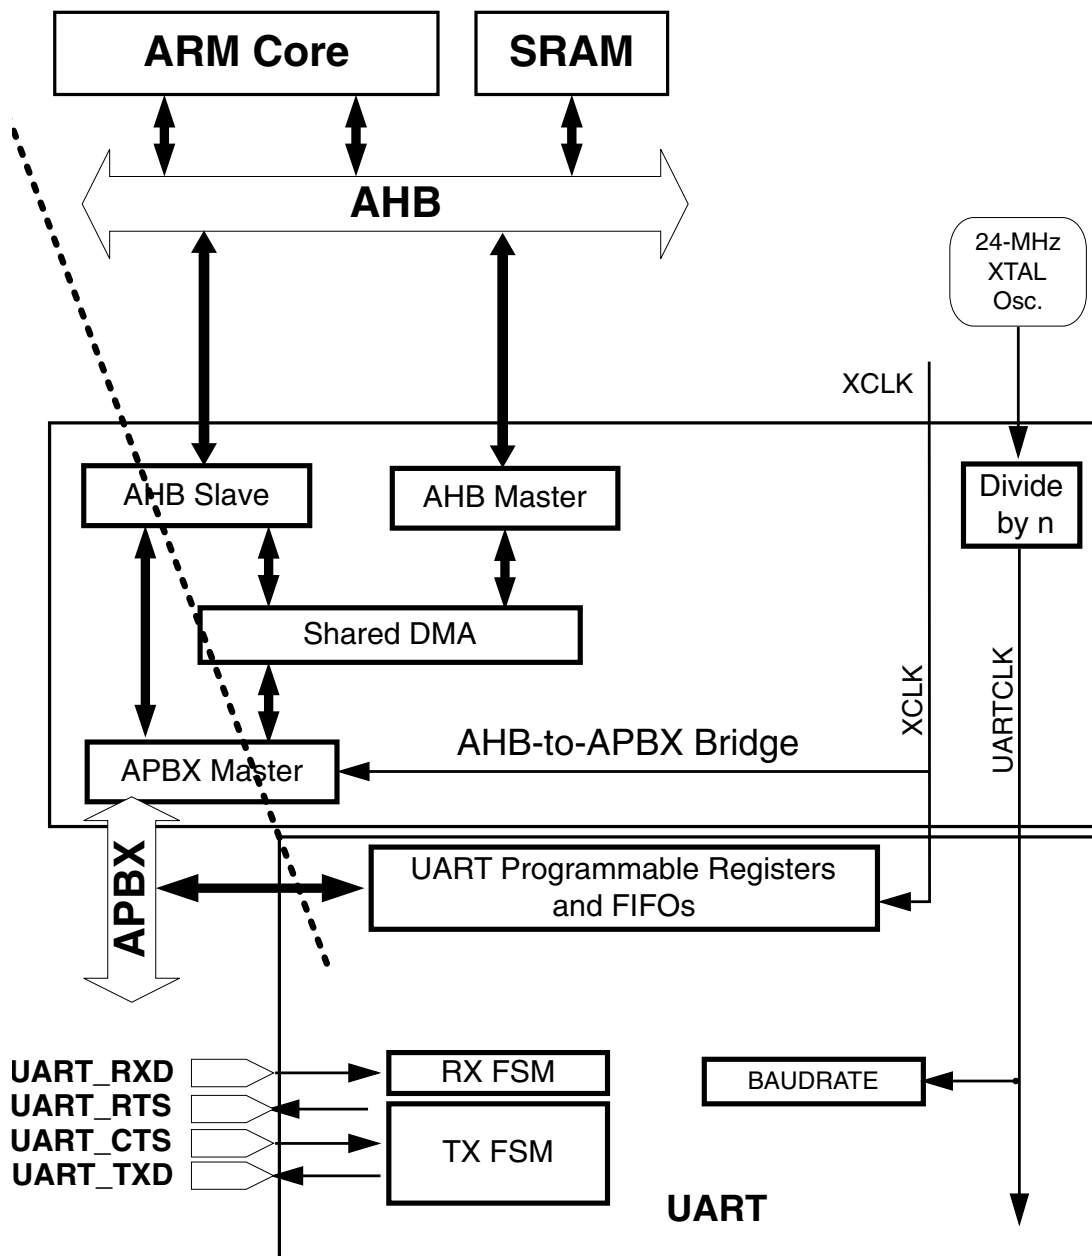 ARM Core
SRAM
AHB
24-MHz
XTAL
Osc.
XCLK
AHB Slave
AHB Master
Divide
by n
Shared DMA
XCLK
UARTCLK
AHB-to-APBX Bridge
APBX Master
APBX
UART Programmable Registers
and FIFOs
UART_RXD
RX FSM
BAUDRATE
UART_RTS
UART_CTS
TX FSM
UART_TXD
UART